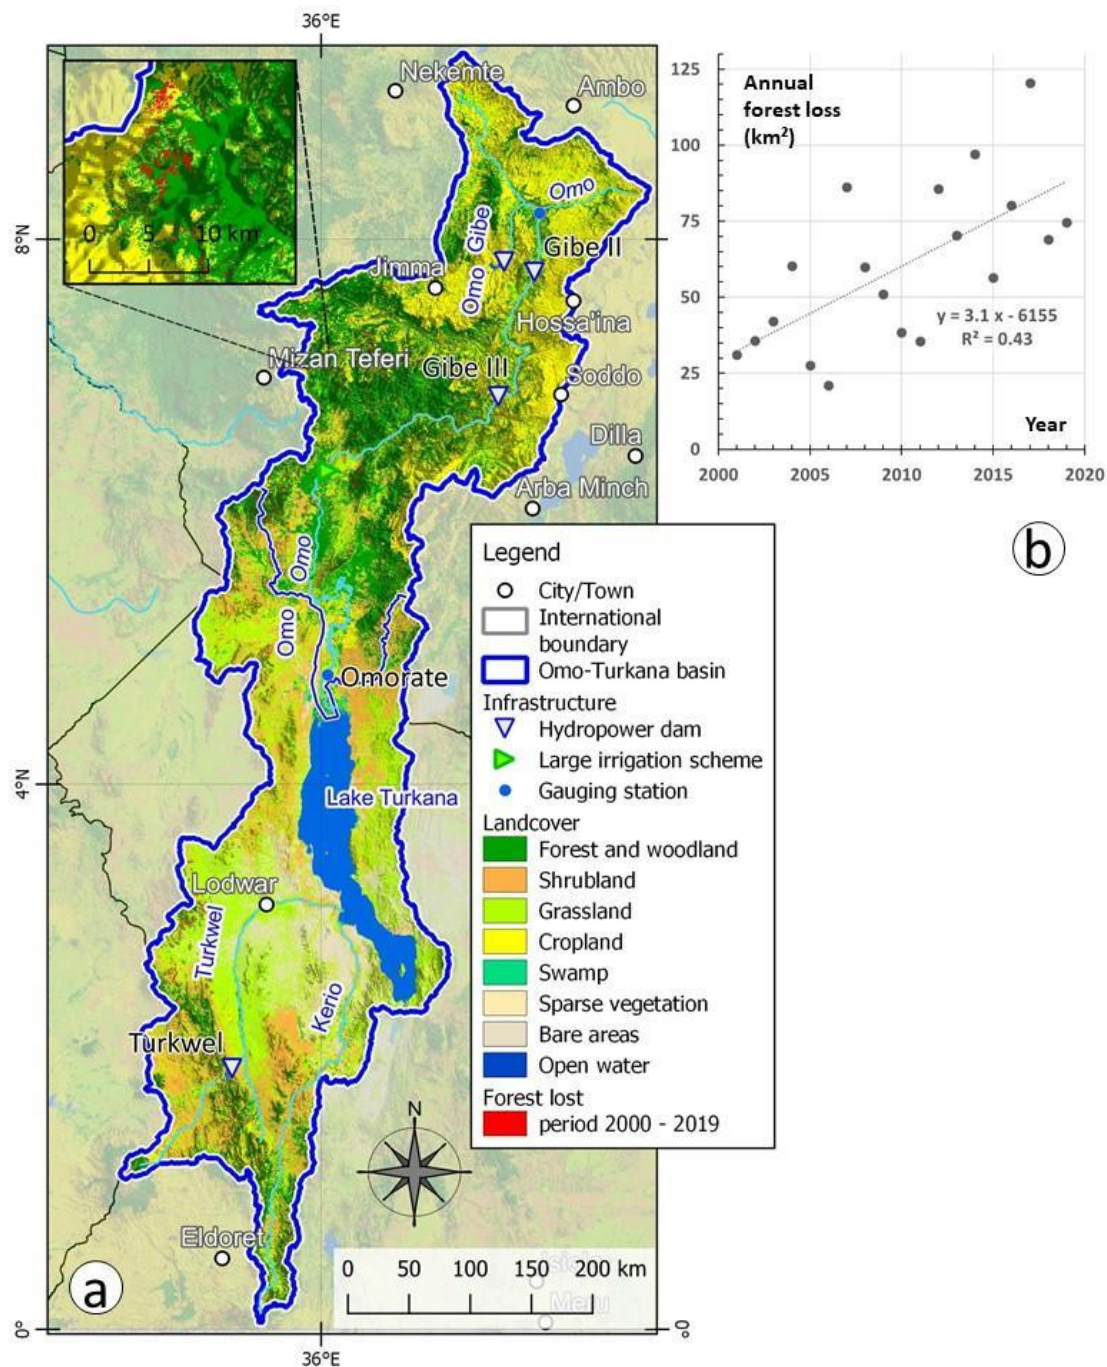 36°E
Nekemte
Ambo
Omo
0 5 10 km
8°N
Omo Gibe
Gibe II
Jimma
Hossa'ina
Mizan Teferi
Gibe III
Soddo
Dilla
Arba Minch
Omo
Omo
Omorate
4°N
Lake Turkana
Lodwar
Turkwel
Kerio
Turkwel
N
Eldoret
a
0 50 100 150 200 km
Isiolo
Meru
0°
0°
36°E
Legend
City/Town
International
boundary
Omo-Turkana basin
Infrastructure
Hydropower dam
Large irrigation scheme
Gauging station
Landcover
Forest and woodland
Shrubland
Grassland
Cropland
Swamp
Sparse vegetation
Bare areas
Open water
Forest lost
period 2000 - 2019
125
100
75
50
25
0
Annual
forest loss
(km²)
y = 3.1 x - 6155
R² = 0.43
Year
2000 2005 2010 2015 2020
b